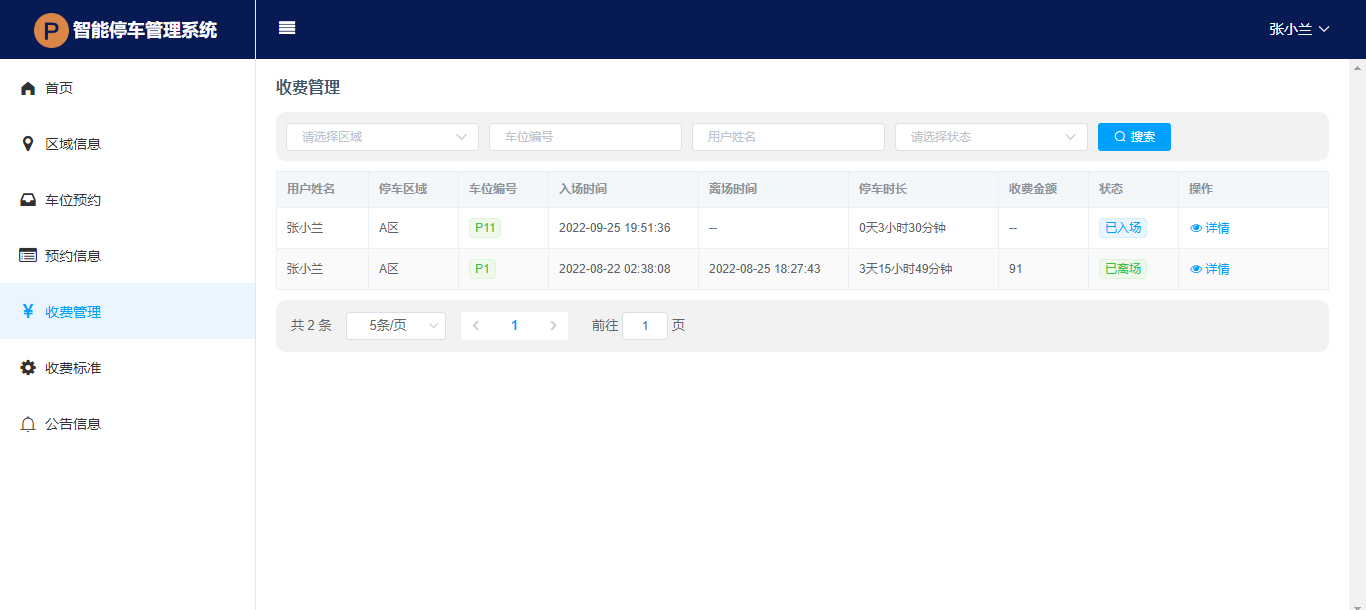 P 智能停车管理系统
张小兰
首页
区域信息
车位预约
预约信息
¥ 收费管理
收费标准
公告信息
收费管理
请选择区域 车位编号 用户姓名 请选择状态 搜索
用户姓名 停车区域 车位编号 入场时间 离场时间 停车时长 收费金额 状态 操作
张小兰 A区 P11 2022-09-25 19:51:36 -- 0天3小时30分钟 -- 已入场 详情
张小兰 A区 P1 2022-08-22 02:38:08 2022-08-25 18:27:43 3天15小时49分钟 91 已离场 详情
共 2 条 5条/页 1 前往 1 页